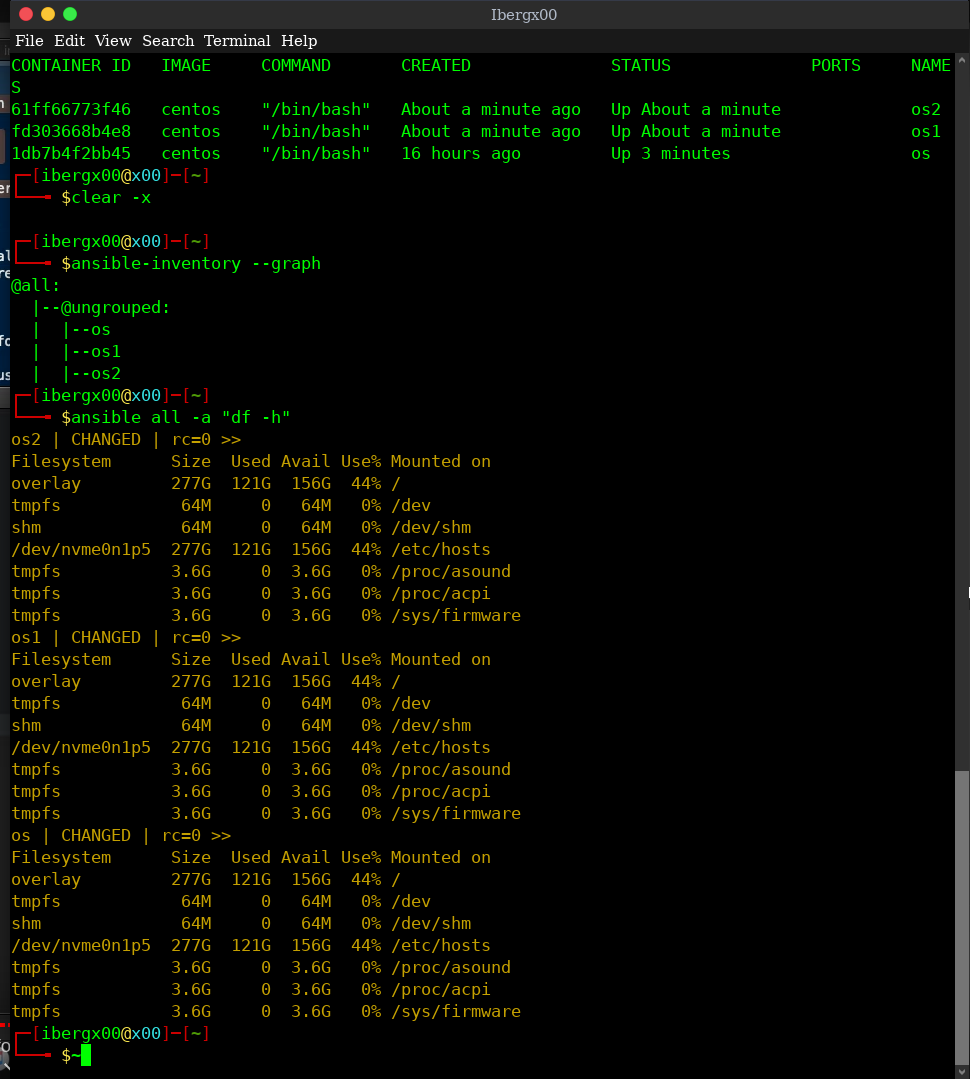 Ibergx00
File Edit View Search Terminal Help
CONTAINER ID   IMAGE     COMMAND       CREATED              STATUS              PORTS     NAME
S
61ff66773f46   centos    "/bin/bash"   About a minute ago   Up About a minute             os2
fd303668b4e8   centos    "/bin/bash"   About a minute ago   Up About a minute             os1
1db7b4f2bb45   centos    "/bin/bash"   16 hours ago         Up 3 minutes                  os
┌─[ibergx00@x00]─[~]
└──╼ $clear -x
┌─[ibergx00@x00]─[~]
└──╼ $ansible-inventory --graph
@all:
  |--@ungrouped:
  |  |--os
  |  |--os1
  |  |--os2
┌─[ibergx00@x00]─[~]
└──╼ $ansible all -a "df -h"
os2 | CHANGED | rc=0 >>
Filesystem      Size  Used Avail Use% Mounted on
overlay         277G  121G  156G  44% /
tmpfs            64M     0   64M   0% /dev
shm              64M     0   64M   0% /dev/shm
/dev/nvme0n1p5  277G  121G  156G  44% /etc/hosts
tmpfs           3.6G     0  3.6G   0% /proc/asound
tmpfs           3.6G     0  3.6G   0% /proc/acpi
tmpfs           3.6G     0  3.6G   0% /sys/firmware
os1 | CHANGED | rc=0 >>
Filesystem      Size  Used Avail Use% Mounted on
overlay         277G  121G  156G  44% /
tmpfs            64M     0   64M   0% /dev
shm              64M     0   64M   0% /dev/shm
/dev/nvme0n1p5  277G  121G  156G  44% /etc/hosts
tmpfs           3.6G     0  3.6G   0% /proc/asound
tmpfs           3.6G     0  3.6G   0% /proc/acpi
tmpfs           3.6G     0  3.6G   0% /sys/firmware
os | CHANGED | rc=0 >>
Filesystem      Size  Used Avail Use% Mounted on
overlay         277G  121G  156G  44% /
tmpfs            64M     0   64M   0% /dev
shm              64M     0   64M   0% /dev/shm
/dev/nvme0n1p5  277G  121G  156G  44% /etc/hosts
tmpfs           3.6G     0  3.6G   0% /proc/asound
tmpfs           3.6G     0  3.6G   0% /proc/acpi
tmpfs           3.6G     0  3.6G   0% /sys/firmware
┌─[ibergx00@x00]─[~]
└──╼ $~